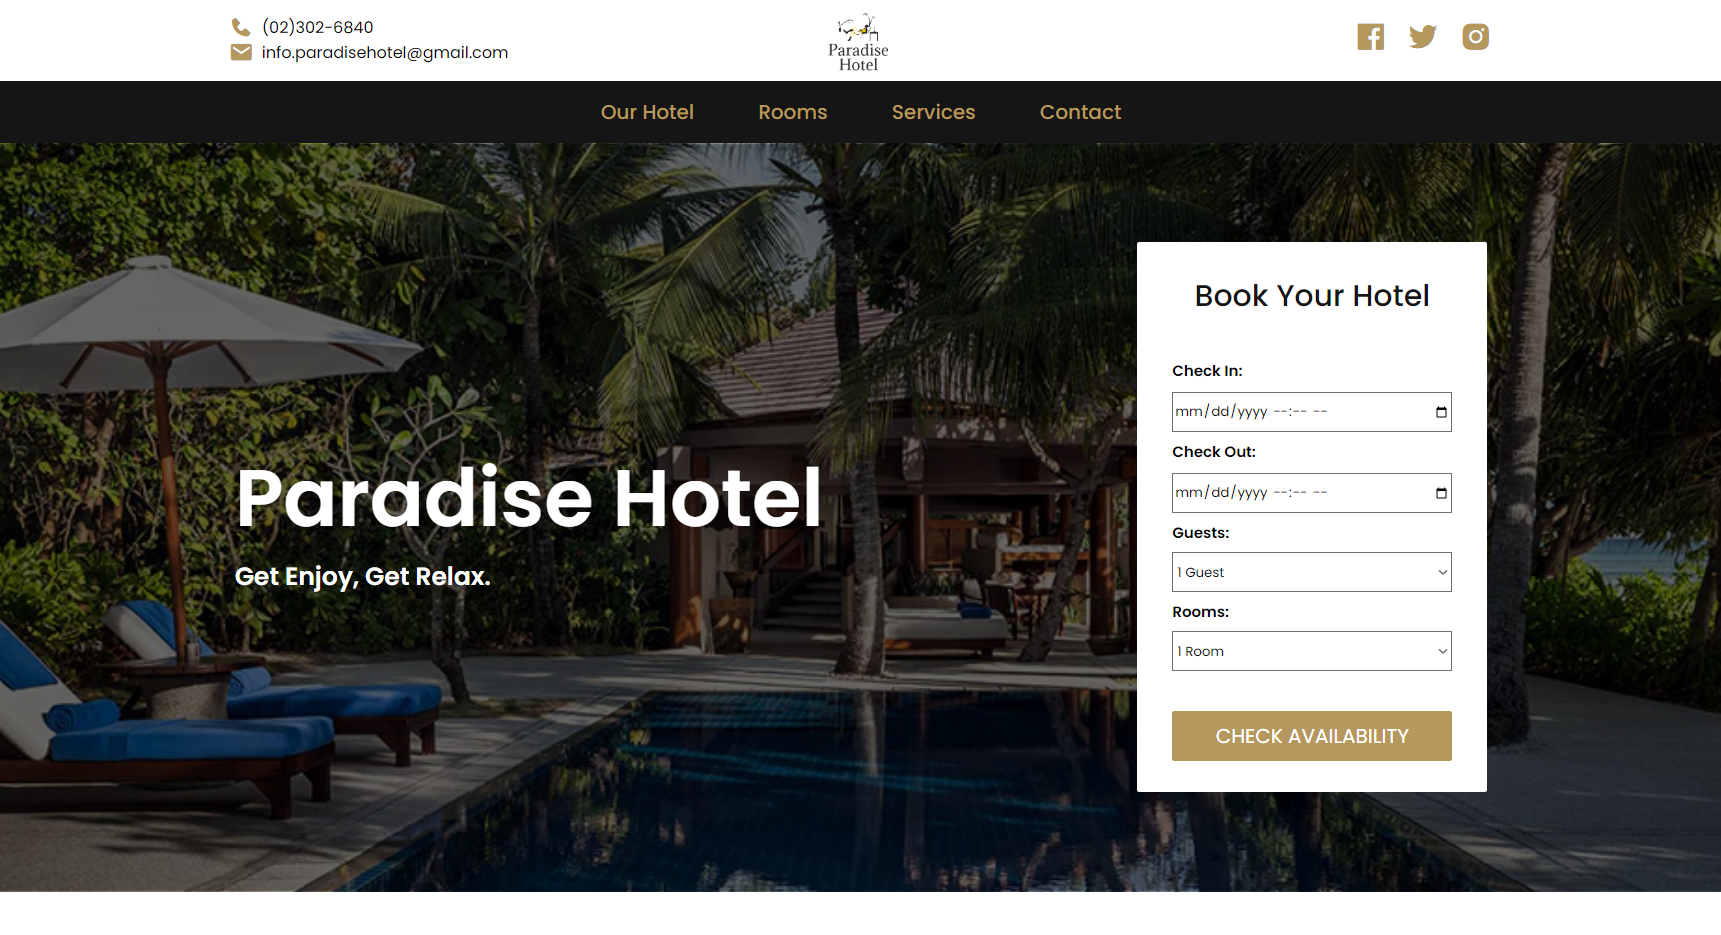 (02)302-6840
info.paradisehotel@gmail.com
Paradise
Hotel
Our Hotel
Rooms
Services
Contact
Paradise Hotel
Get Enjoy, Get Relax.
Book Your Hotel
Check In:
mm/dd/yyyy --:-- --
Check Out:
mm/dd/yyyy --:-- --
Guests:
1 Guest
Rooms:
1 Room
CHECK AVAILABILITY